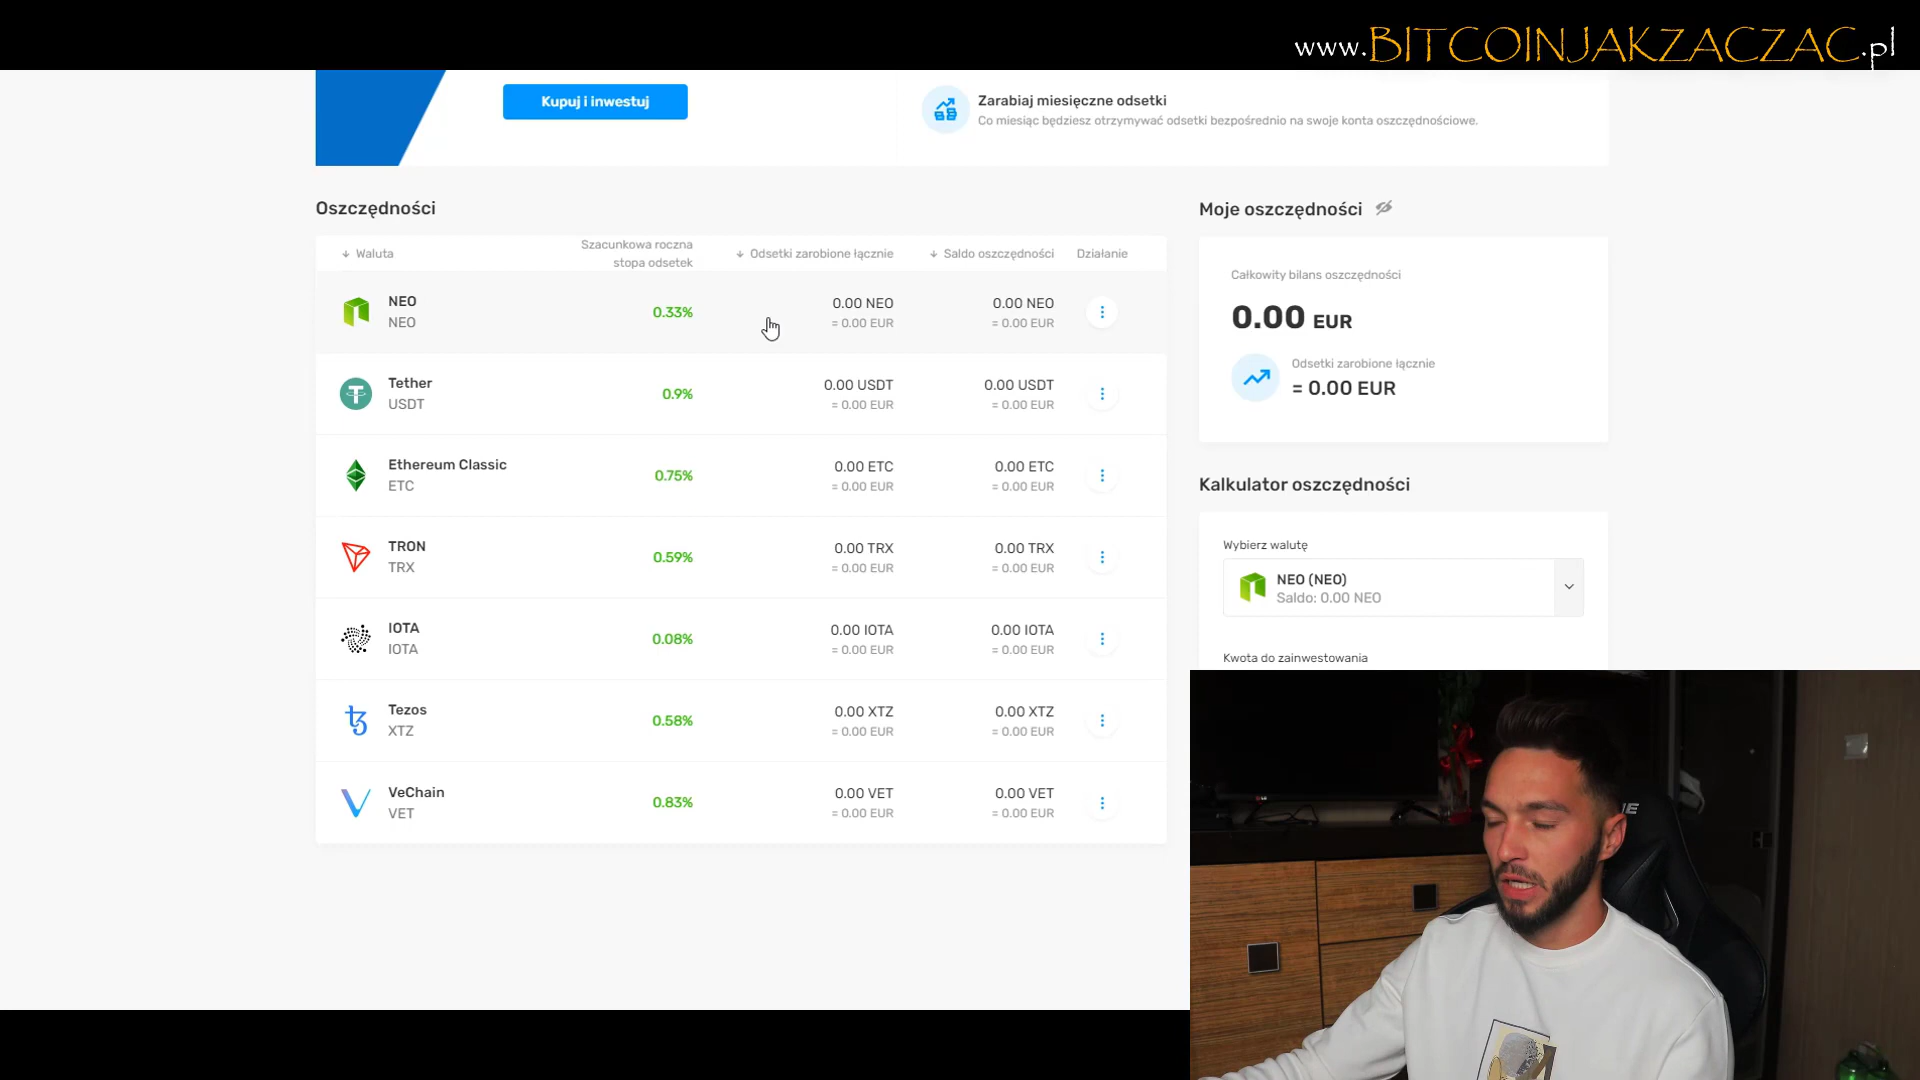 www.BITCOINJAKZACZAC.pl
Kupuj i inwestuj
Zarabiaj miesięczne odsetki
Co miesiąc będziesz otrzymywać odsetki bezpośrednio na swoje konta oszczędnościowe.
Oszczędności
Waluta
Szacunkowa roczna
stopa odsetek
Odsetki zarobione łącznie
Saldo oszczędności
Działanie
NEO
NEO
0.33%
0.00 NEO
= 0.00 EUR
0.00 NEO
= 0.00 EUR
Tether
USDT
0.9%
0.00 USDT
= 0.00 EUR
0.00 USDT
= 0.00 EUR
Ethereum Classic
ETC
0.75%
0.00 ETC
= 0.00 EUR
0.00 ETC
= 0.00 EUR
TRON
TRX
0.59%
0.00 TRX
= 0.00 EUR
0.00 TRX
= 0.00 EUR
IOTA
IOTA
0.08%
0.00 IOTA
= 0.00 EUR
0.00 IOTA
= 0.00 EUR
Tezos
XTZ
0.58%
0.00 XTZ
= 0.00 EUR
0.00 XTZ
= 0.00 EUR
VeChain
VET
0.83%
0.00 VET
= 0.00 EUR
0.00 VET
= 0.00 EUR
Moje oszczędności
Całkowity bilans oszczędności
0.00 EUR
Odsetki zarobione łącznie
= 0.00 EUR
Kalkulator oszczędności
Wybierz walutę
NEO (NEO)
Saldo: 0.00 NEO
Kwota do zainwestowania